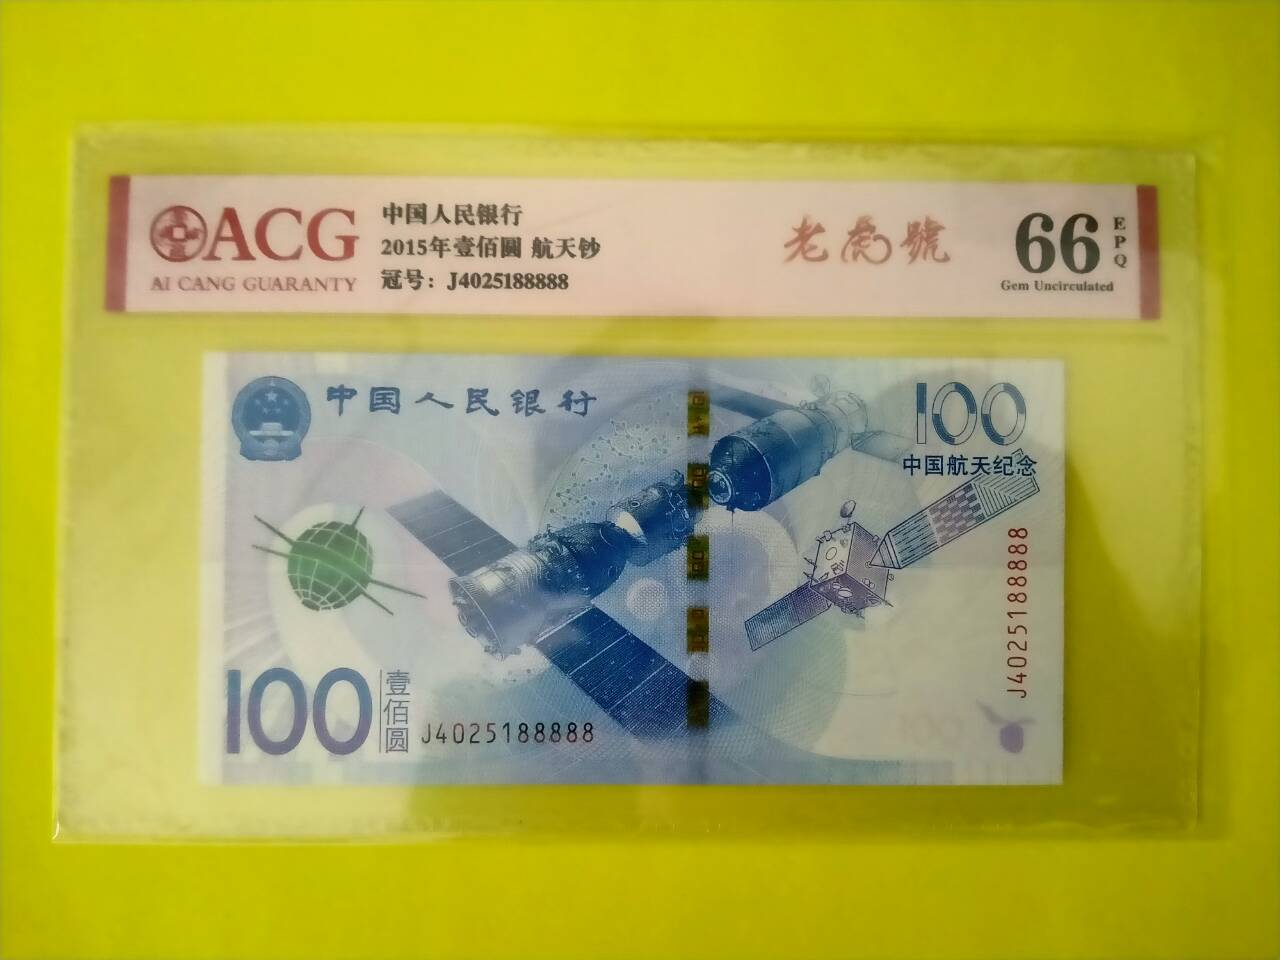 ACG
AI CANG GUARANTY
中国人民银行
2015年壹佰圆 航天钞
冠号：J4025188888
老虎號
66
EPQ
Gem Uncirculated
中国人民银行
100
中国航天纪念
J4025188888
100
壹佰圆
J4025188888